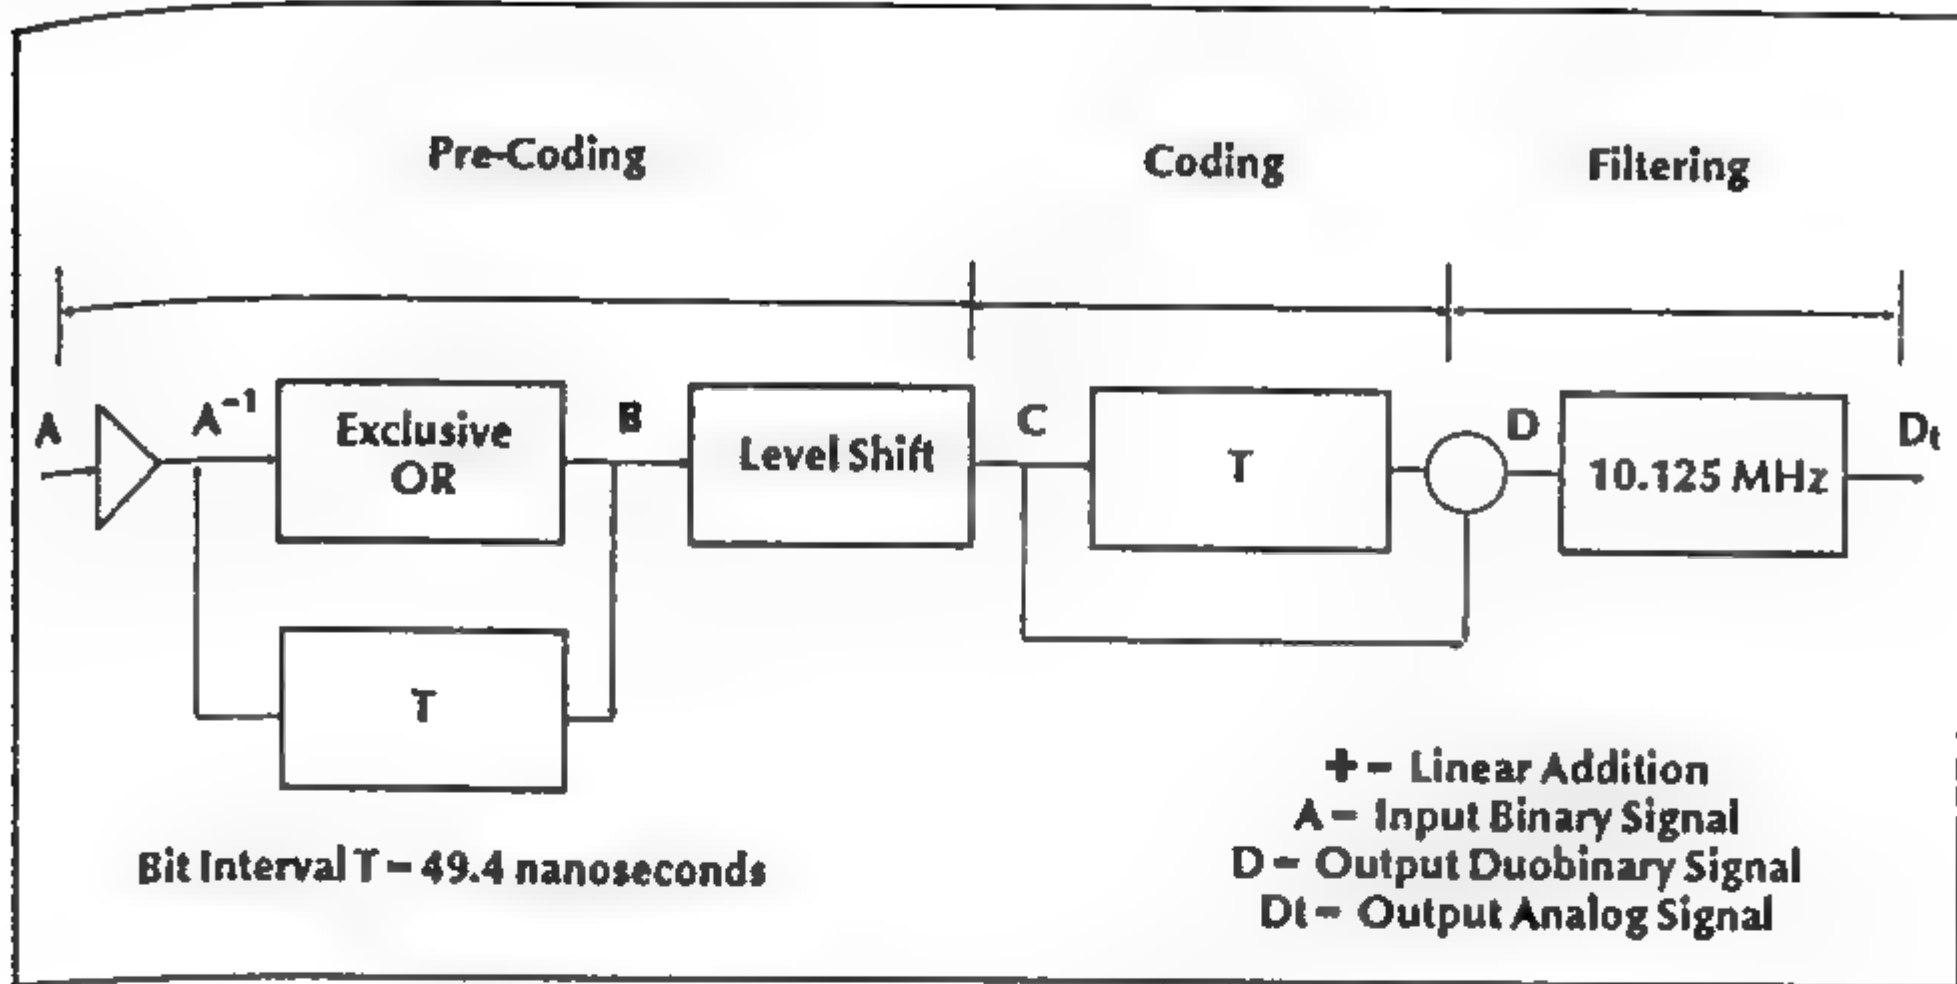 Pre-Coding
Coding
Filtering
A
A⁻¹
Exclusive
OR
B
Level Shift
C
T
D
10.125 MHz
Dt
T
+ - Linear Addition
A - Input Binary Signal
Bit Interval T - 49.4 nanoseconds
D - Output Duobinary Signal
Dt - Output Analog Signal